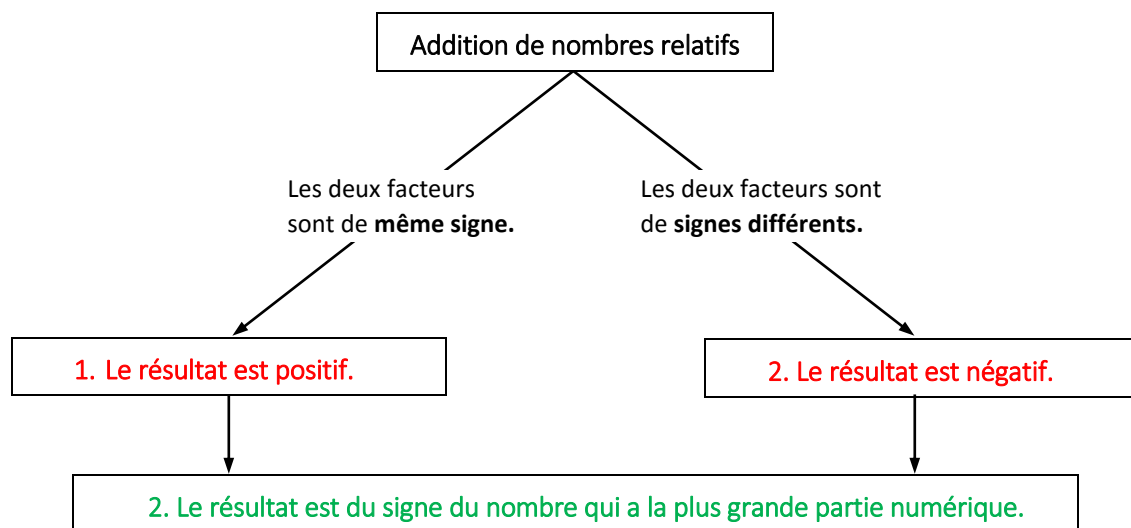 Addition de nombres relatifs
Les deux facteurs
sont de même signe.
Les deux facteurs sont
de signes différents.
1. Le résultat est positif.
2. Le résultat est négatif.
2. Le résultat est du signe du nombre qui a la plus grande partie numérique.